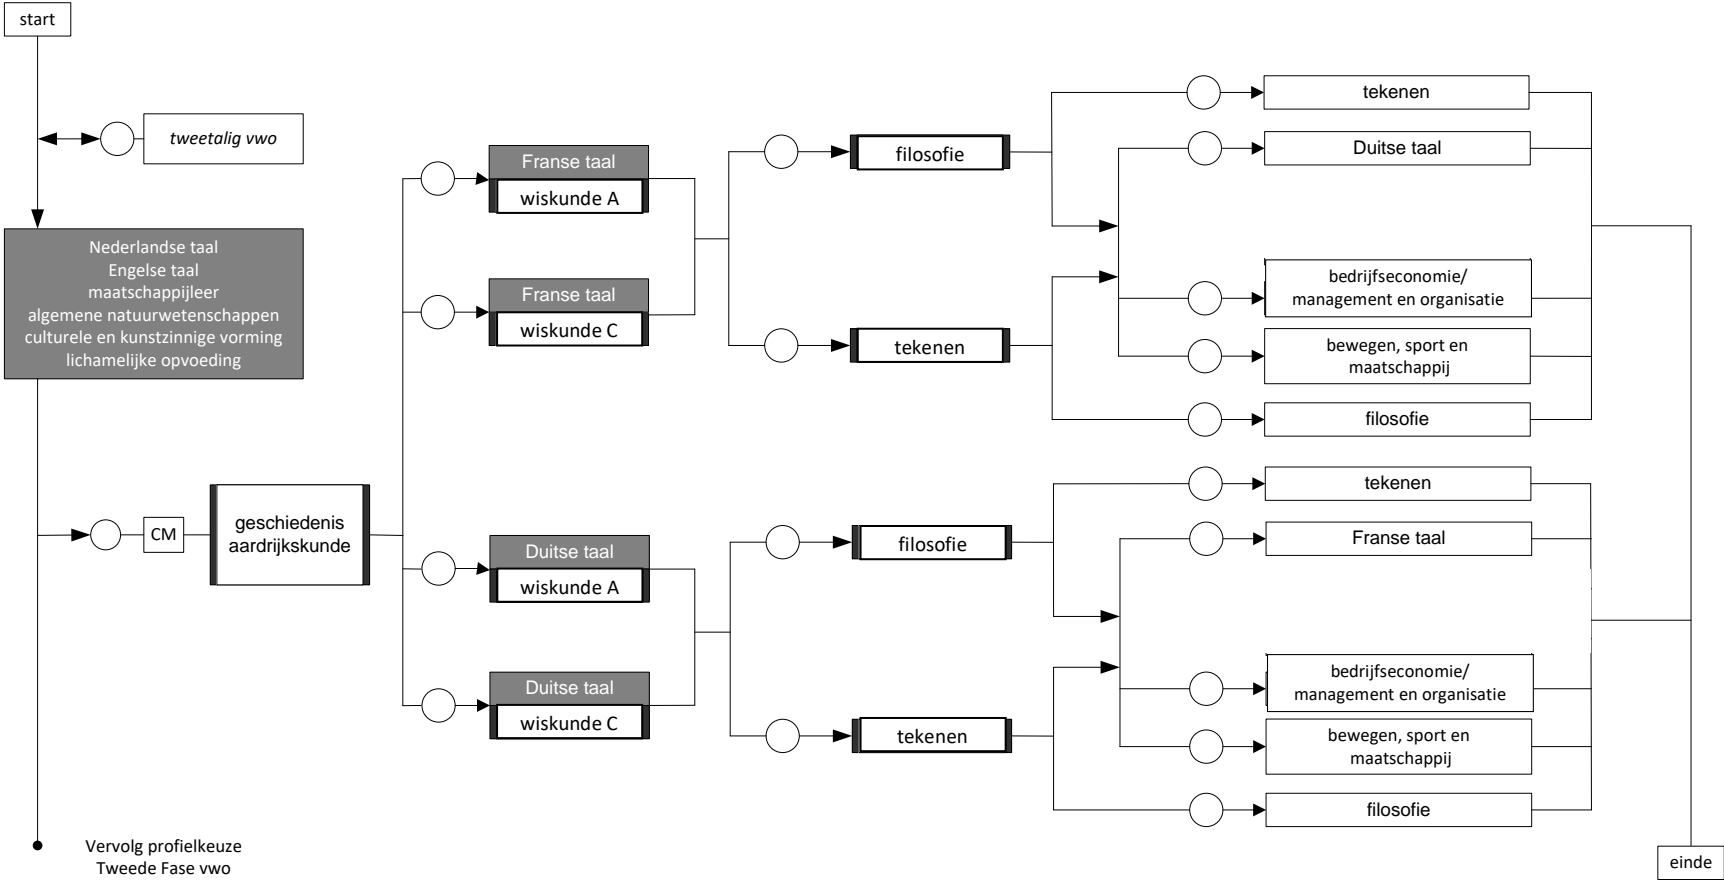 start
tweetalig vwo
Nederlandse taal
Engelse taal
maatschappijleer
algemene natuurwetenschappen
culturele en kunstzinnige vorming
lichamelijke opvoeding
CM
geschiedenis
aardrijkskunde
Franse taal
wiskunde A
Franse taal
wiskunde C
Duitse taal
wiskunde A
Duitse taal
wiskunde C
filosofie
tekenen
filosofie
tekenen
tekenen
Duitse taal
bedrijfseconomie/
management en organisatie
bewegen, sport en
maatschappij
filosofie
tekenen
Franse taal
bedrijfseconomie/
management en organisatie
bewegen, sport en
maatschappij
filosofie
Vervolg profielkeuze
Tweede Fase vwo
einde